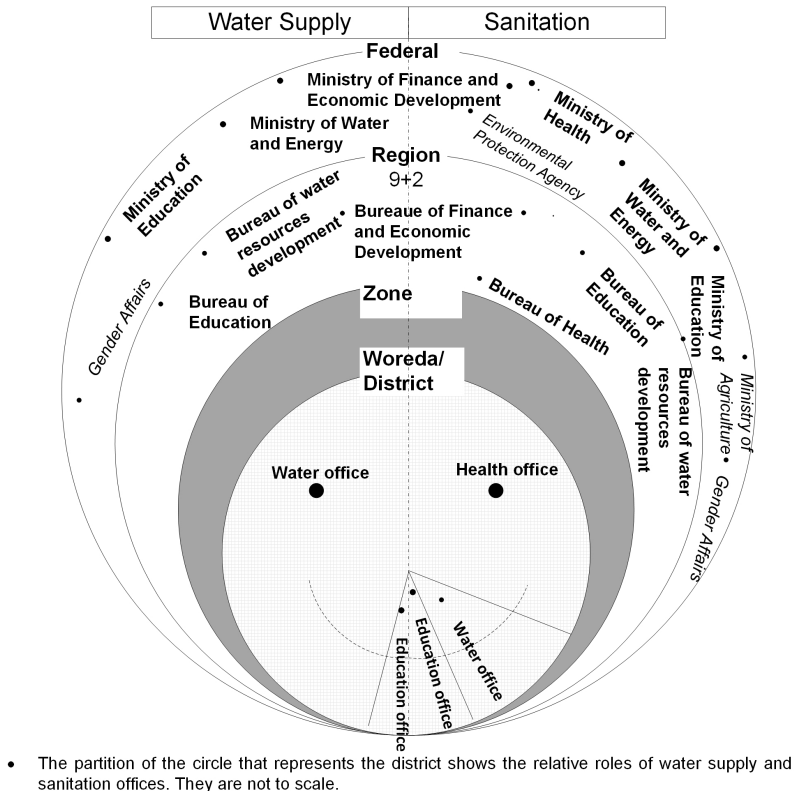 Water Supply
Sanitation
Federal
Ministry of Finance and
Economic Development
Ministry of Water
and Energy
Ministry of
Education
Gender Affairs
Environmental
Protection Agency
Ministry of
Health
Ministry of
Water and
Energy
Ministry of
Education
Ministry of
Agriculture
Gender Affairs
Region
9+2
Bureau of water
resources
development
Bureaue of Finance
and Economic
Development
Bureau of
Education
Bureau of Health
Bureau of
Education
Bureau of water
resources
development
Zone
Woreda/
District
Water office
Health office
Education office
Education office
Water office
• The partition of the circle that represents the district shows the relative roles of water supply and
sanitation offices. They are not to scale.